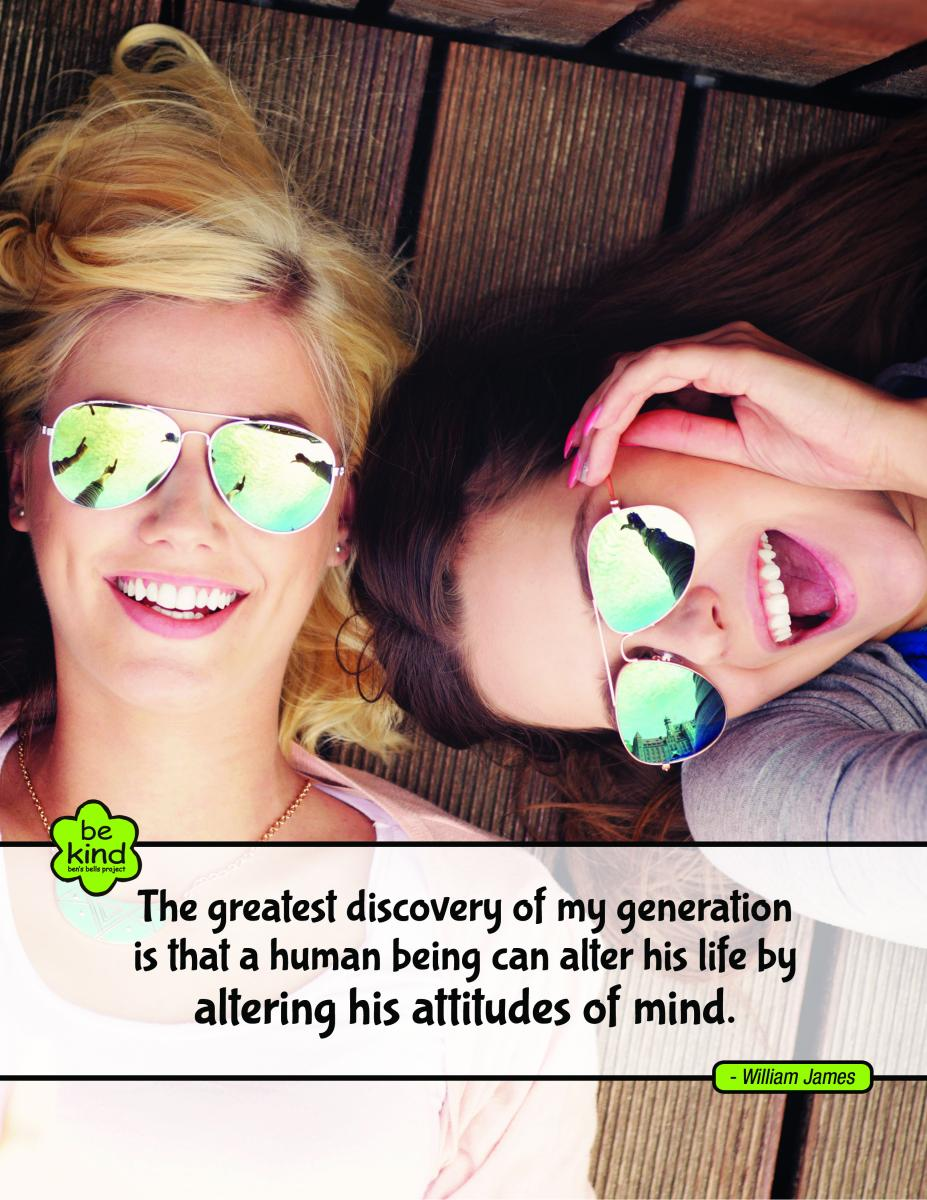 be
kind
ben's bells project
The greatest discovery of my generation
is that a human being can alter his life by
altering his attitudes of mind.
- William James